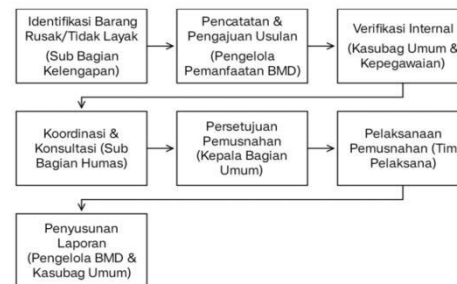 Identifikasi Barang
Rusak/Tidak Layak
(Sub Bagian
Kelengapan)
Pencatatan &
Pengajuan Usulan
(Pengelola
Pemanfaatan BMD)
Verifikasi Internal
(Kasubag Umum &
Kepegawaian)
Koordinasi &
Konsultasi (Sub
Bagian Humas)
Persetujuan
Pemusnahan
(Kepala Bagian
Umum)
Pelaksanaan
Pemusnahan (Tim
Pelaksana)
Penyusunan
Laporan
(Pengelola BMD &
Kasubag Umum)